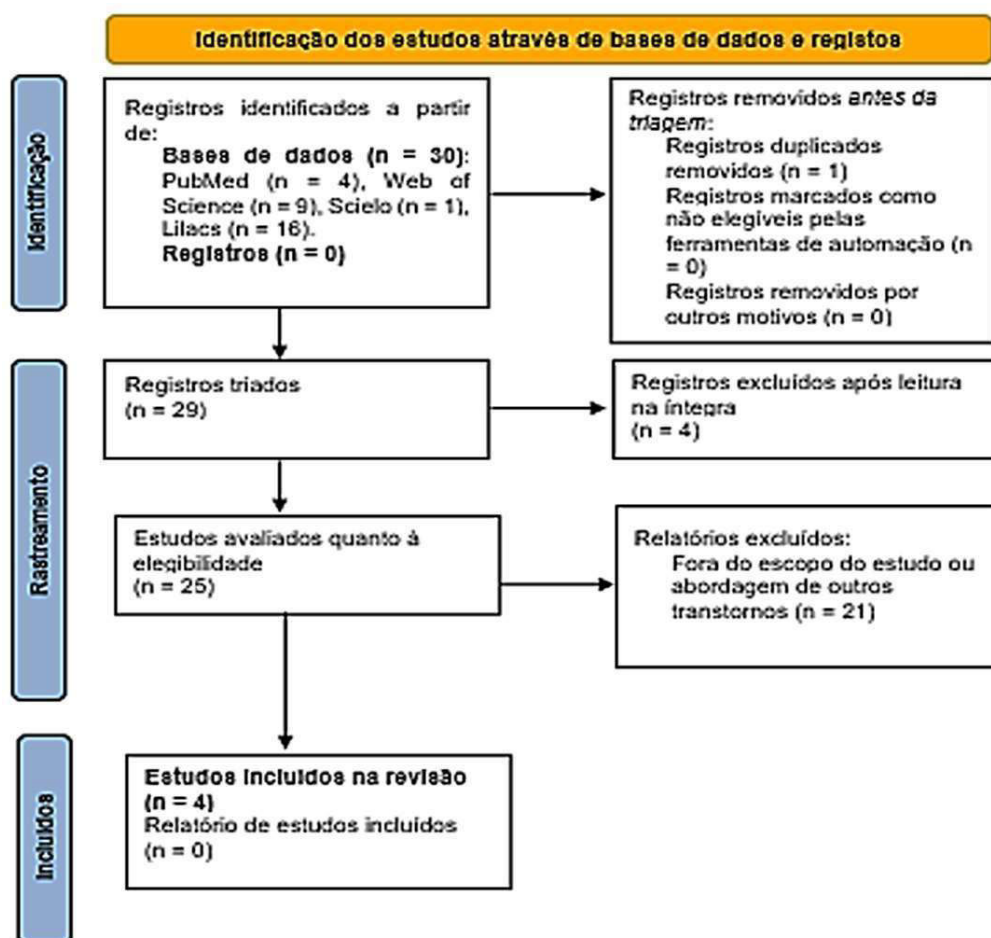 Identificação dos estudos através de bases de dados e registos
Identificação
Registros identificados a partir
de:
Bases de dados (n = 30):
PubMed (n = 4), Web of
Science (n = 9), Scielo (n = 1),
Lilacs (n = 16).
Registros (n = 0)
Registros removidos antes da
triagem:
Registros duplicados
removidos (n = 1)
Registros marcados como
não elegíveis pelas
ferramentas de automação (n
= 0)
Registros removidos por
outros motivos (n = 0)
Rastreamento
Registros triados
(n = 29)
Registros excluídos após leitura
na íntegra
(n = 4)
Estudos avaliados quanto à
elegibilidade
(n = 25)
Relatórios excluídos:
Fora do escopo do estudo ou
abordagem de outros
transtornos (n = 21)
Incluídos
Estudos incluídos na revisão
(n = 4)
Relatório de estudos incluídos
(n = 0)